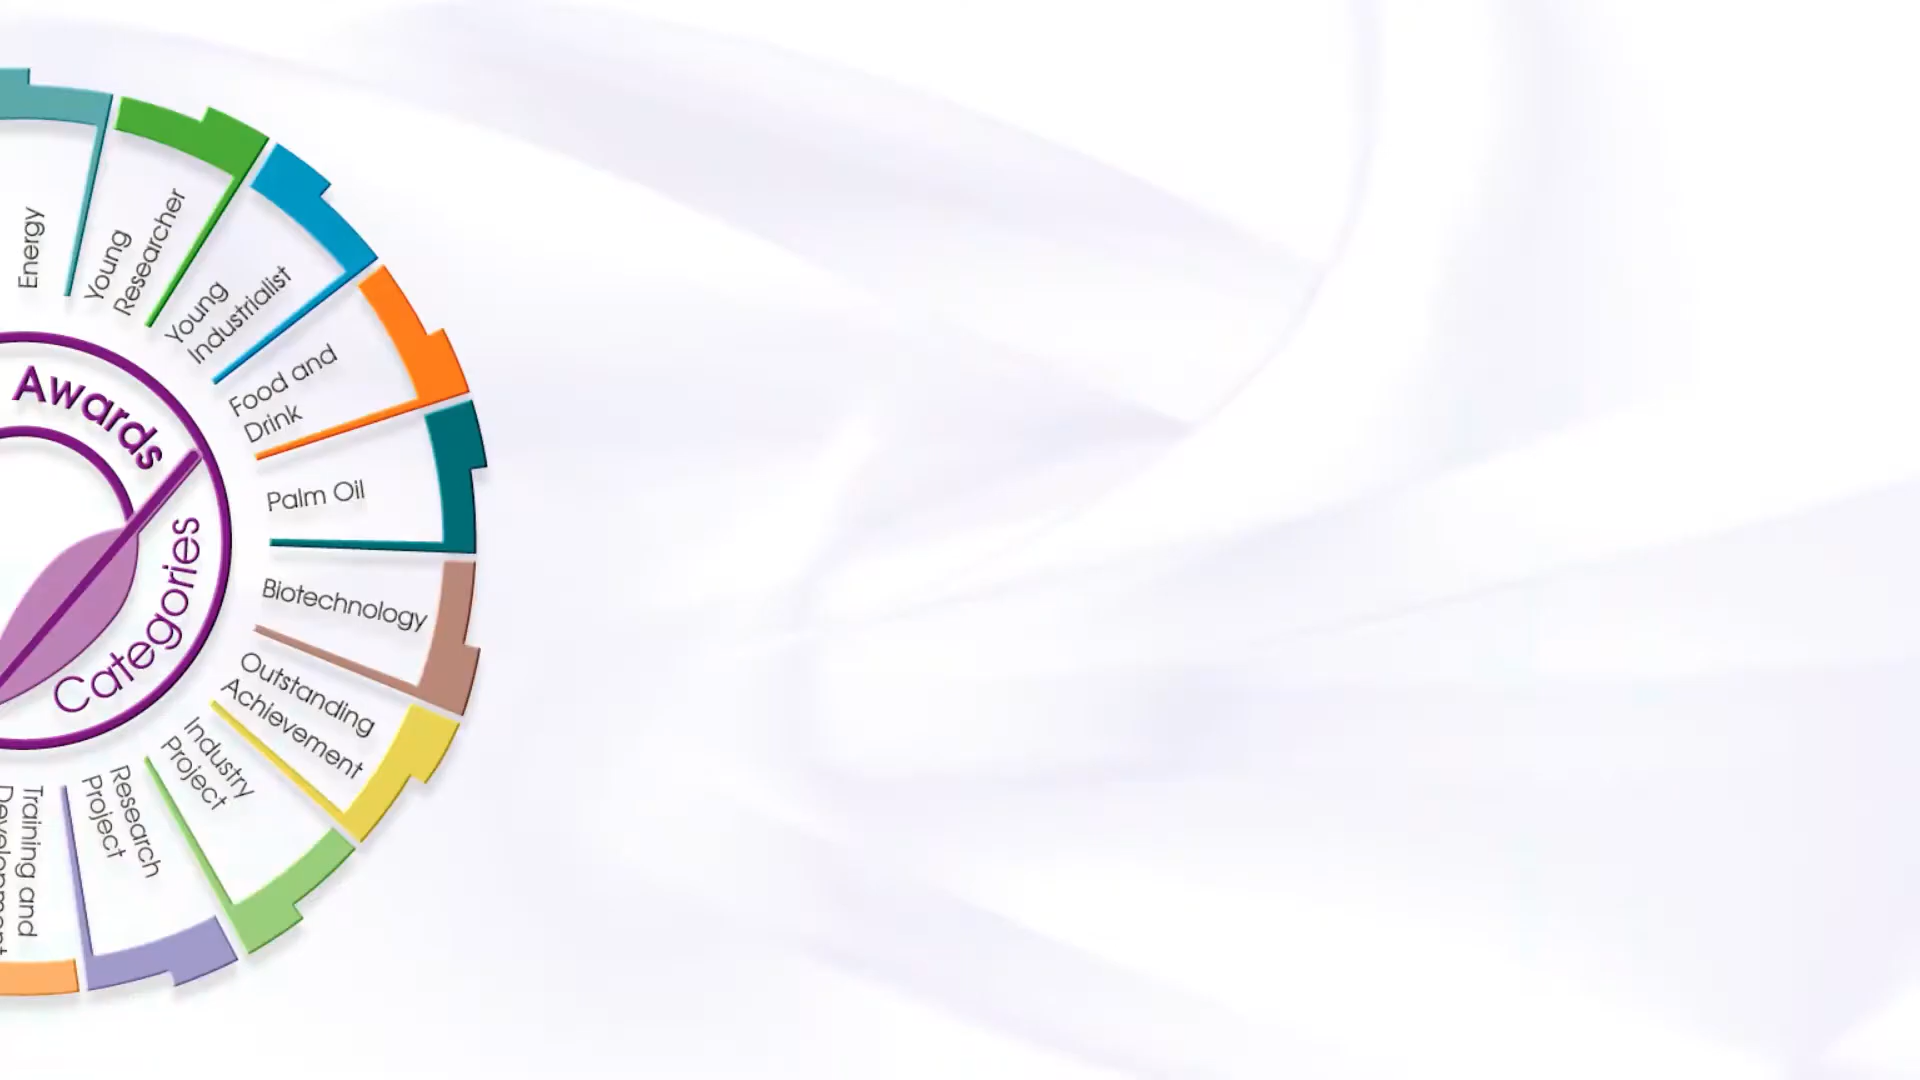 Awards
Categories
Energy
Young
Researcher
Young
Industrialist
Food and
Drink
Palm Oil
Biotechnology
Outstanding
Achievement
Industry
Project
Research
Project
Training and
Development